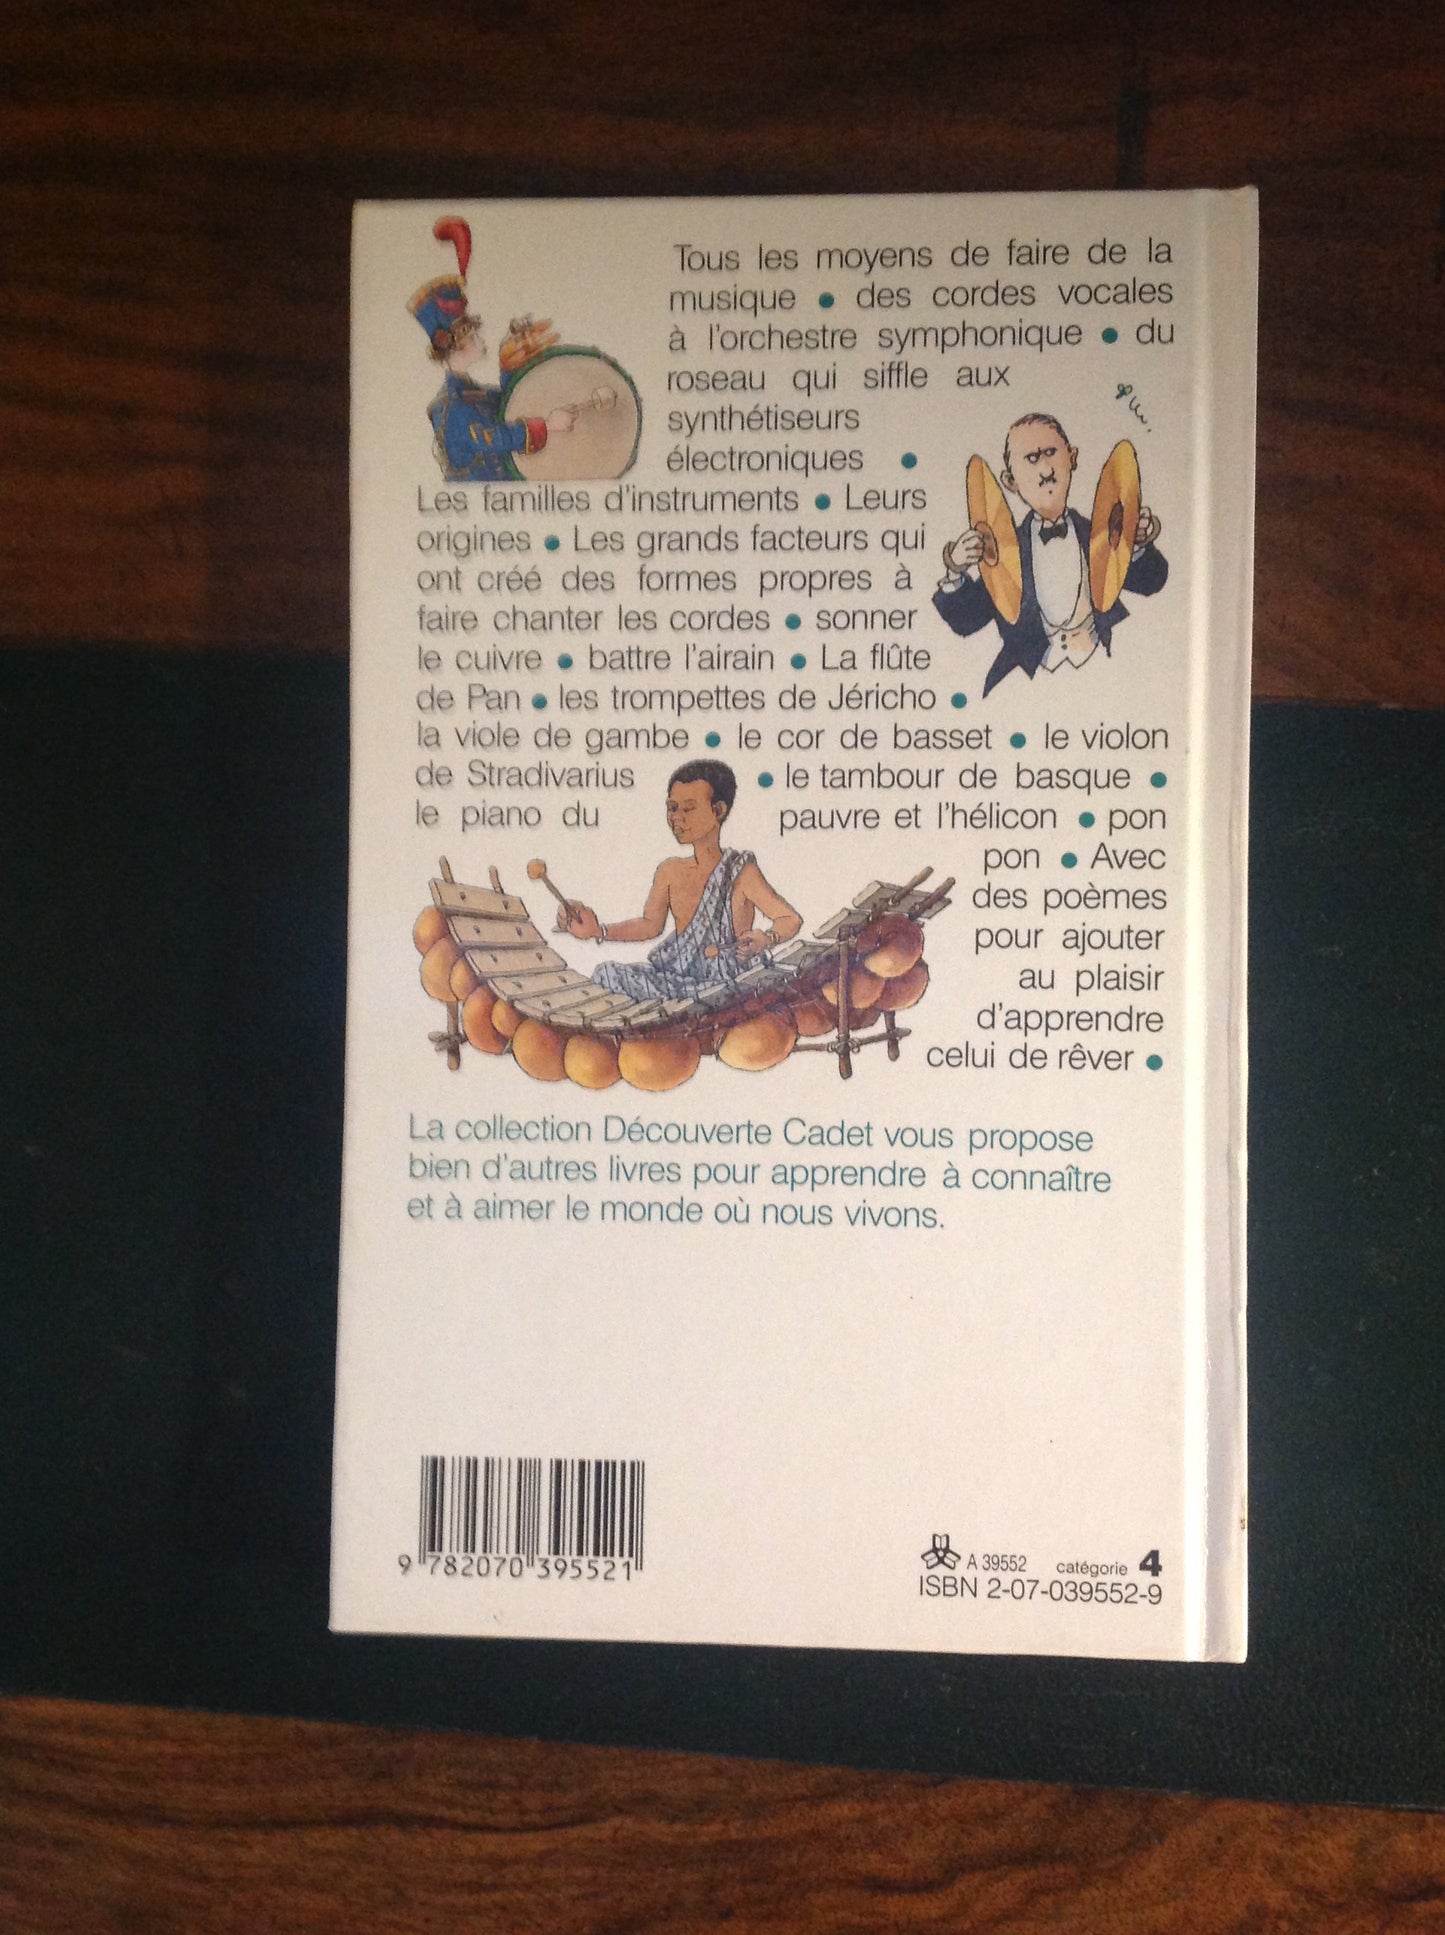 Tous les moyens de faire de la
musique • des cordes vocales
à l'orchestre symphonique • du
roseau qui siffle aux
synthétiseurs
électroniques •
Les familles d'instruments • Leurs
origines • Les grands facteurs qui
ont créé des formes propres à
faire chanter les cordes • sonner
le cuivre • battre l'airain • La flûte
de Pan • les trompettes de Jéricho •
la viole de gambe • le cor de basset • le violon
de Stradivarius • le tambour de basque •
le piano du pauvre et l'hélicon • pon
pon • Avec
des poèmes
pour ajouter
au plaisir
d'apprendre
celui de rêver •
La collection Découverte Cadet vous propose
bien d'autres livres pour apprendre à connaître
et à aimer le monde où nous vivons.
9 782070 395521
A 39552 catégorie 4
ISBN 2-07-039552-9